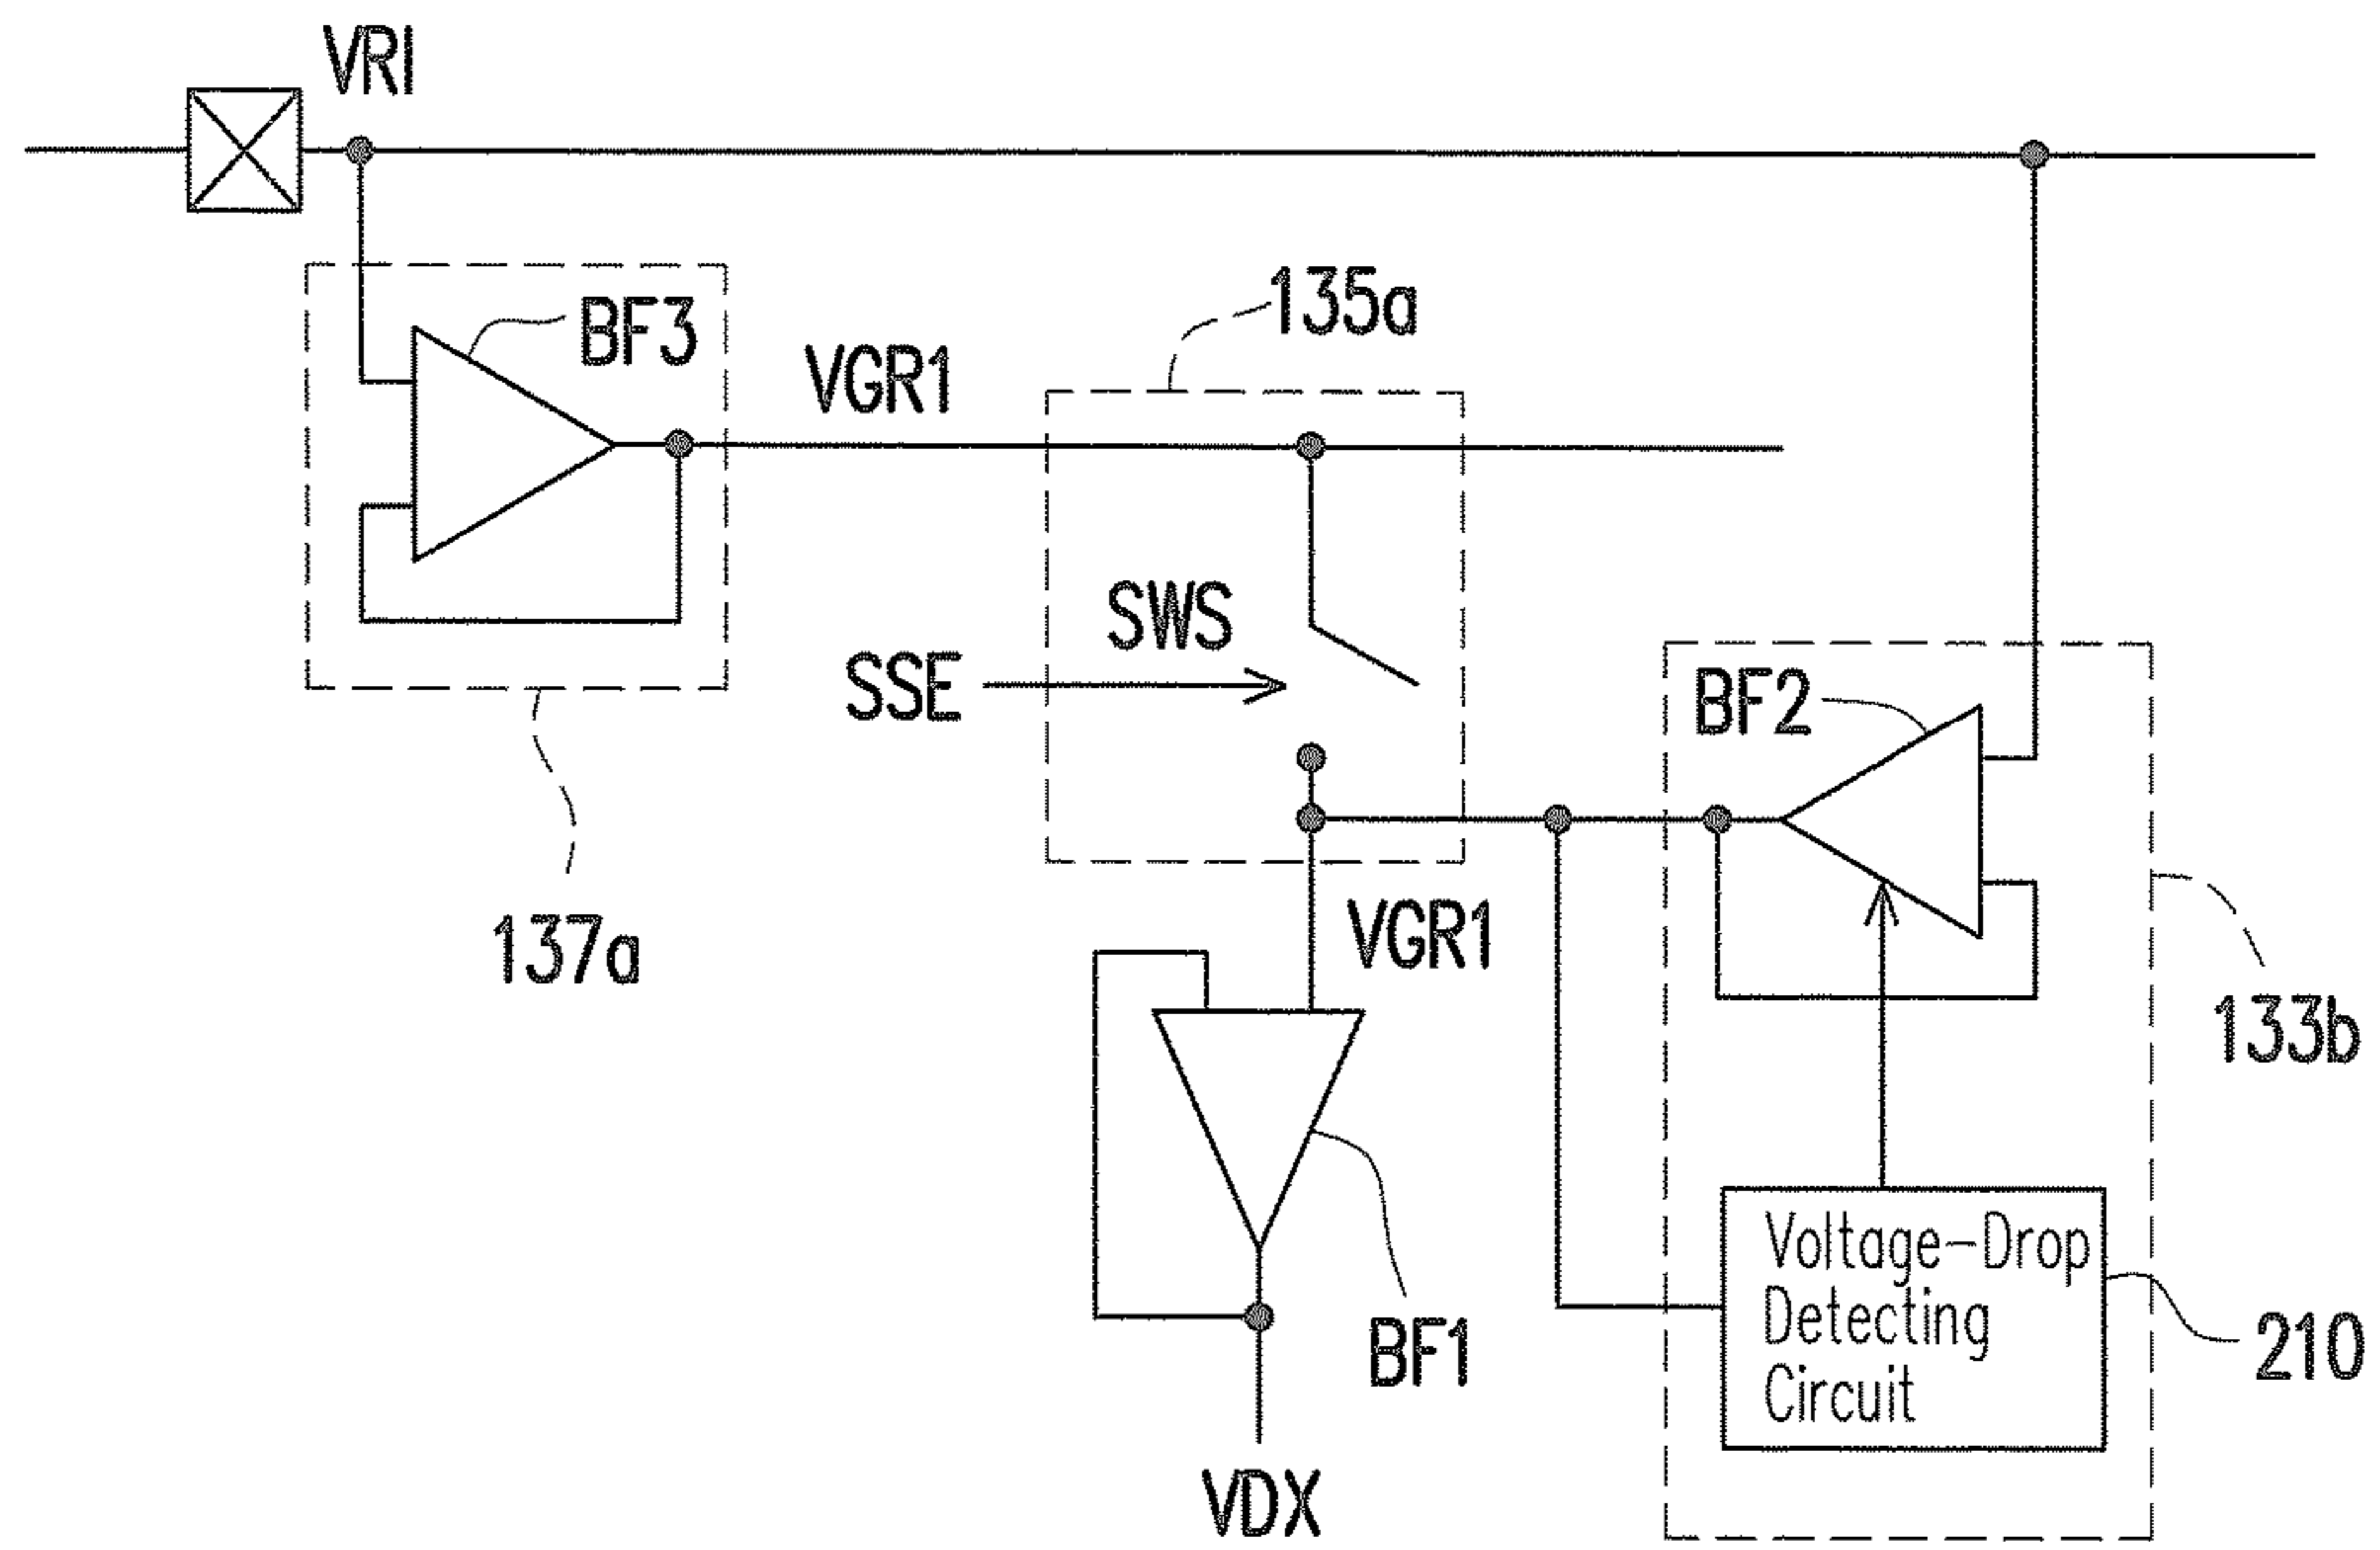 VRI
BF3
135a
VGR1
SWS
SSE
BF2
137a
VGR1
133b
Voltage-Drop
Detecting
Circuit
BF1
210
VDX